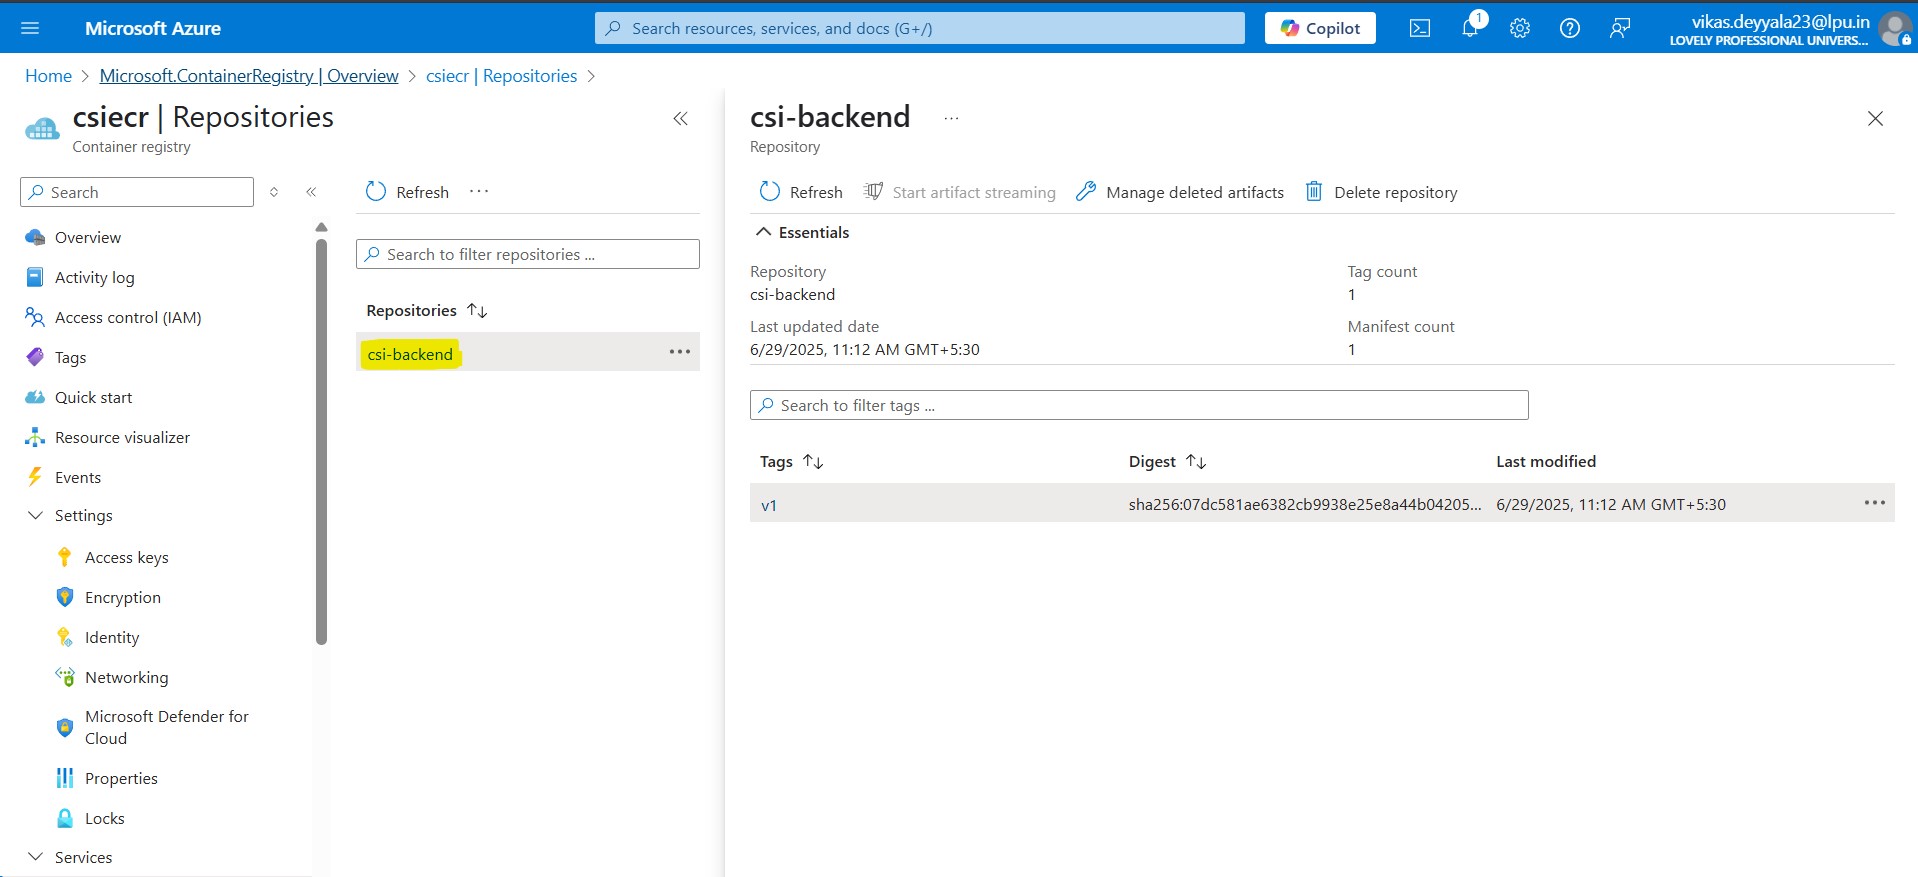 Microsoft Azure
Search resources, services, and docs (G+/)
Copilot
1
vikas.deyyala23@lpu.in
LOVELY PROFESSIONAL UNIVERS...
Home > Microsoft.ContainerRegistry | Overview > csiecr | Repositories >
csiecr | Repositories
Container registry
Search
Overview
Activity log
Access control (IAM)
Tags
Quick start
Resource visualizer
Events
Settings
Access keys
Encryption
Identity
Networking
Microsoft Defender for
Cloud
Properties
Locks
Services
Refresh ...
Search to filter repositories ...
Repositories
csi-backend ...
csi-backend ...
Repository
Refresh Start artifact streaming Manage deleted artifacts Delete repository
Essentials
Repository
csi-backend
Last updated date
6/29/2025, 11:12 AM GMT+5:30
Tag count
1
Manifest count
1
Search to filter tags ...
Tags Digest Last modified
v1 sha256:07dc581ae6382cb9938e25e8a44b04205... 6/29/2025, 11:12 AM GMT+5:30 ...